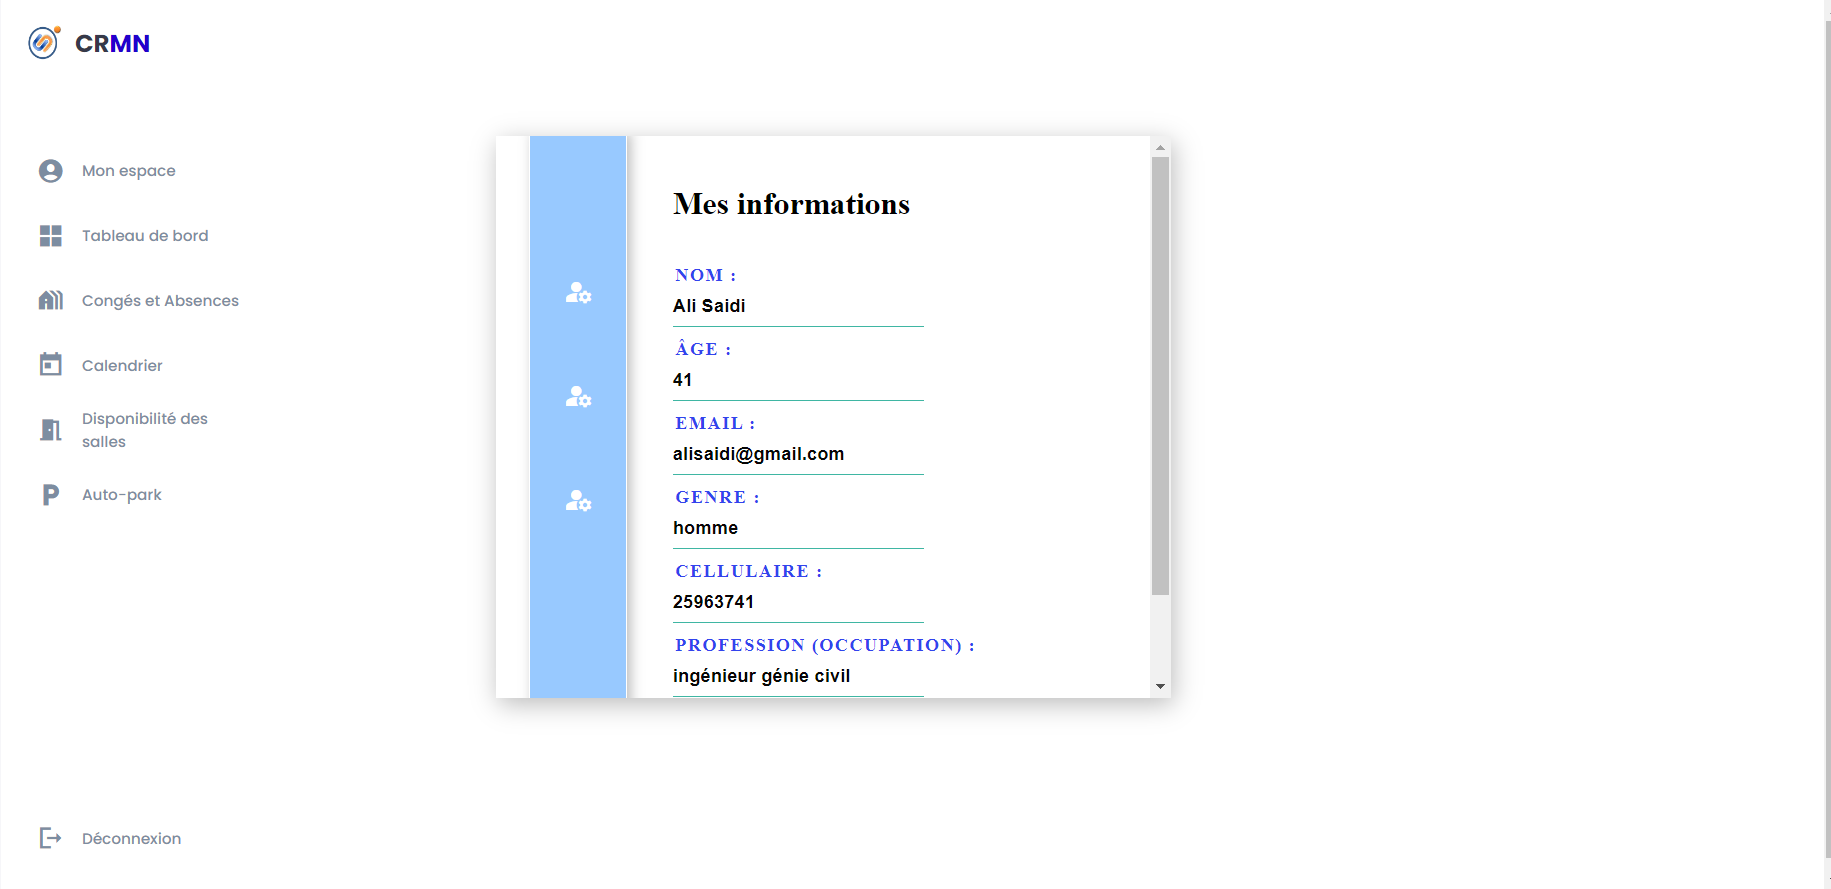 CRMN
Mon espace
Tableau de bord
Congés et Absences
Calendrier
Disponibilité des
salles
Auto-park
Déconnexion
Mes informations
NOM :
Ali Saidi
ÂGE :
41
EMAIL :
alisaidi@gmail.com
GENRE :
homme
CELLULAIRE :
25963741
PROFESSION (OCCUPATION) :
ingénieur génie civil